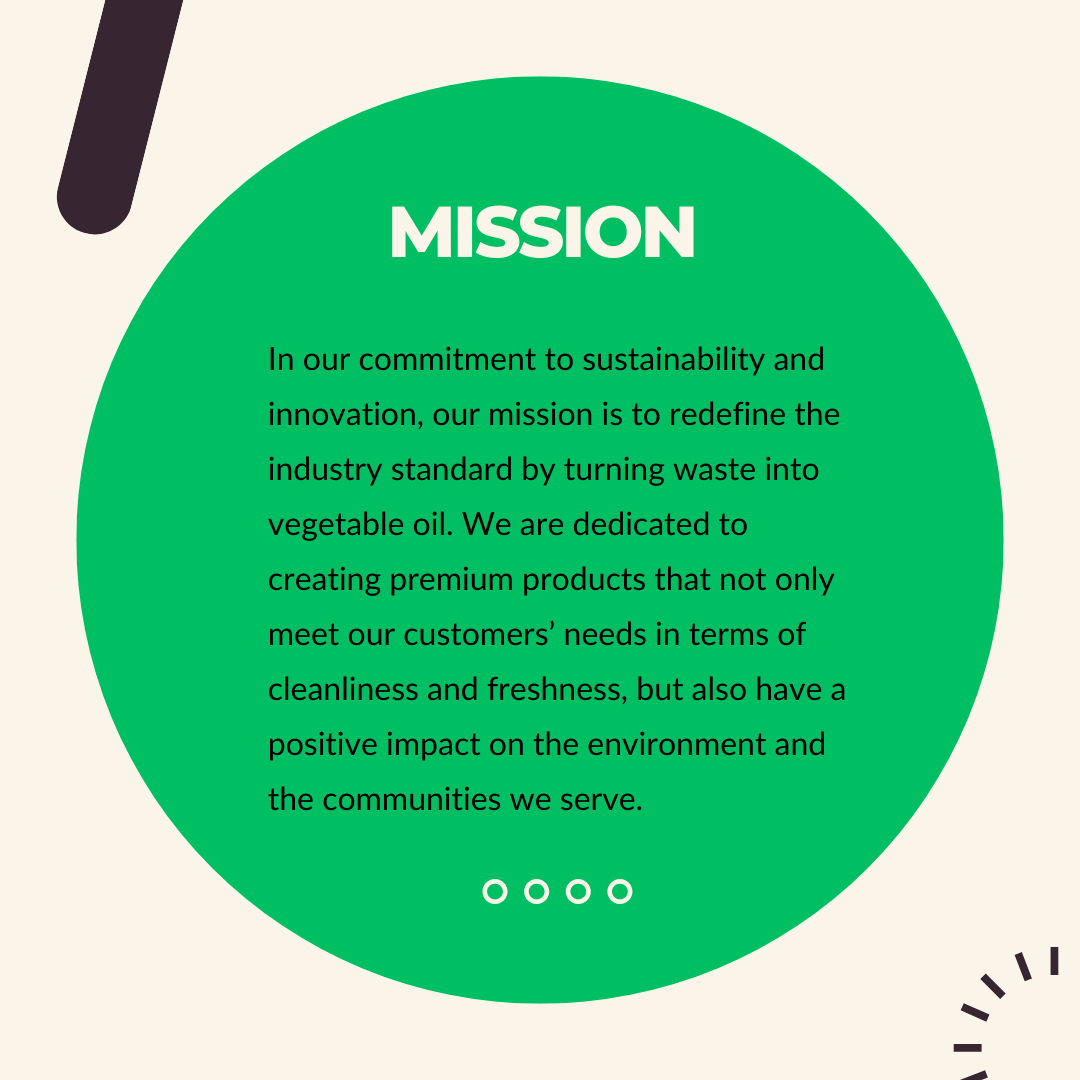 MISSION
In our commitment to sustainability and
innovation, our mission is to redefine the
industry standard by turning waste into
vegetable oil. We are dedicated to
creating premium products that not only
meet our customers’ needs in terms of
cleanliness and freshness, but also have a
positive impact on the environment and
the communities we serve.